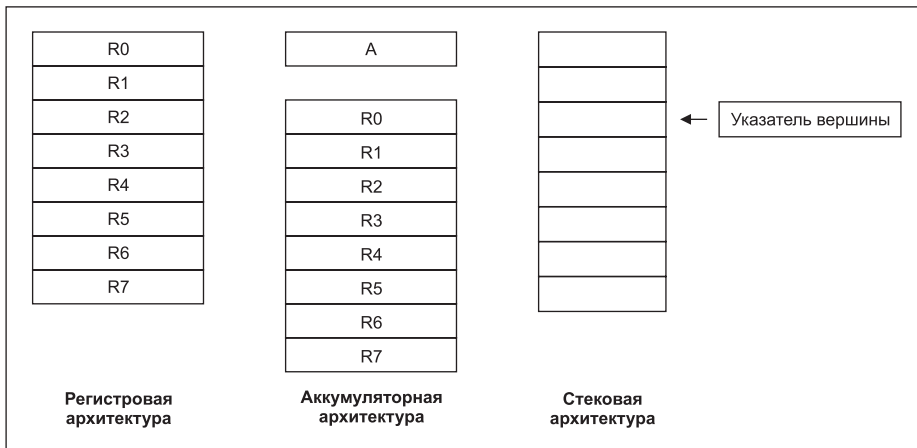 R0
R1
R2
R3
R4
R5
R6
R7
Регистровая
архитектура
A
R0
R1
R2
R3
R4
R5
R6
R7
Аккумуляторная
архитектура
Указатель вершины
Стековая
архитектура